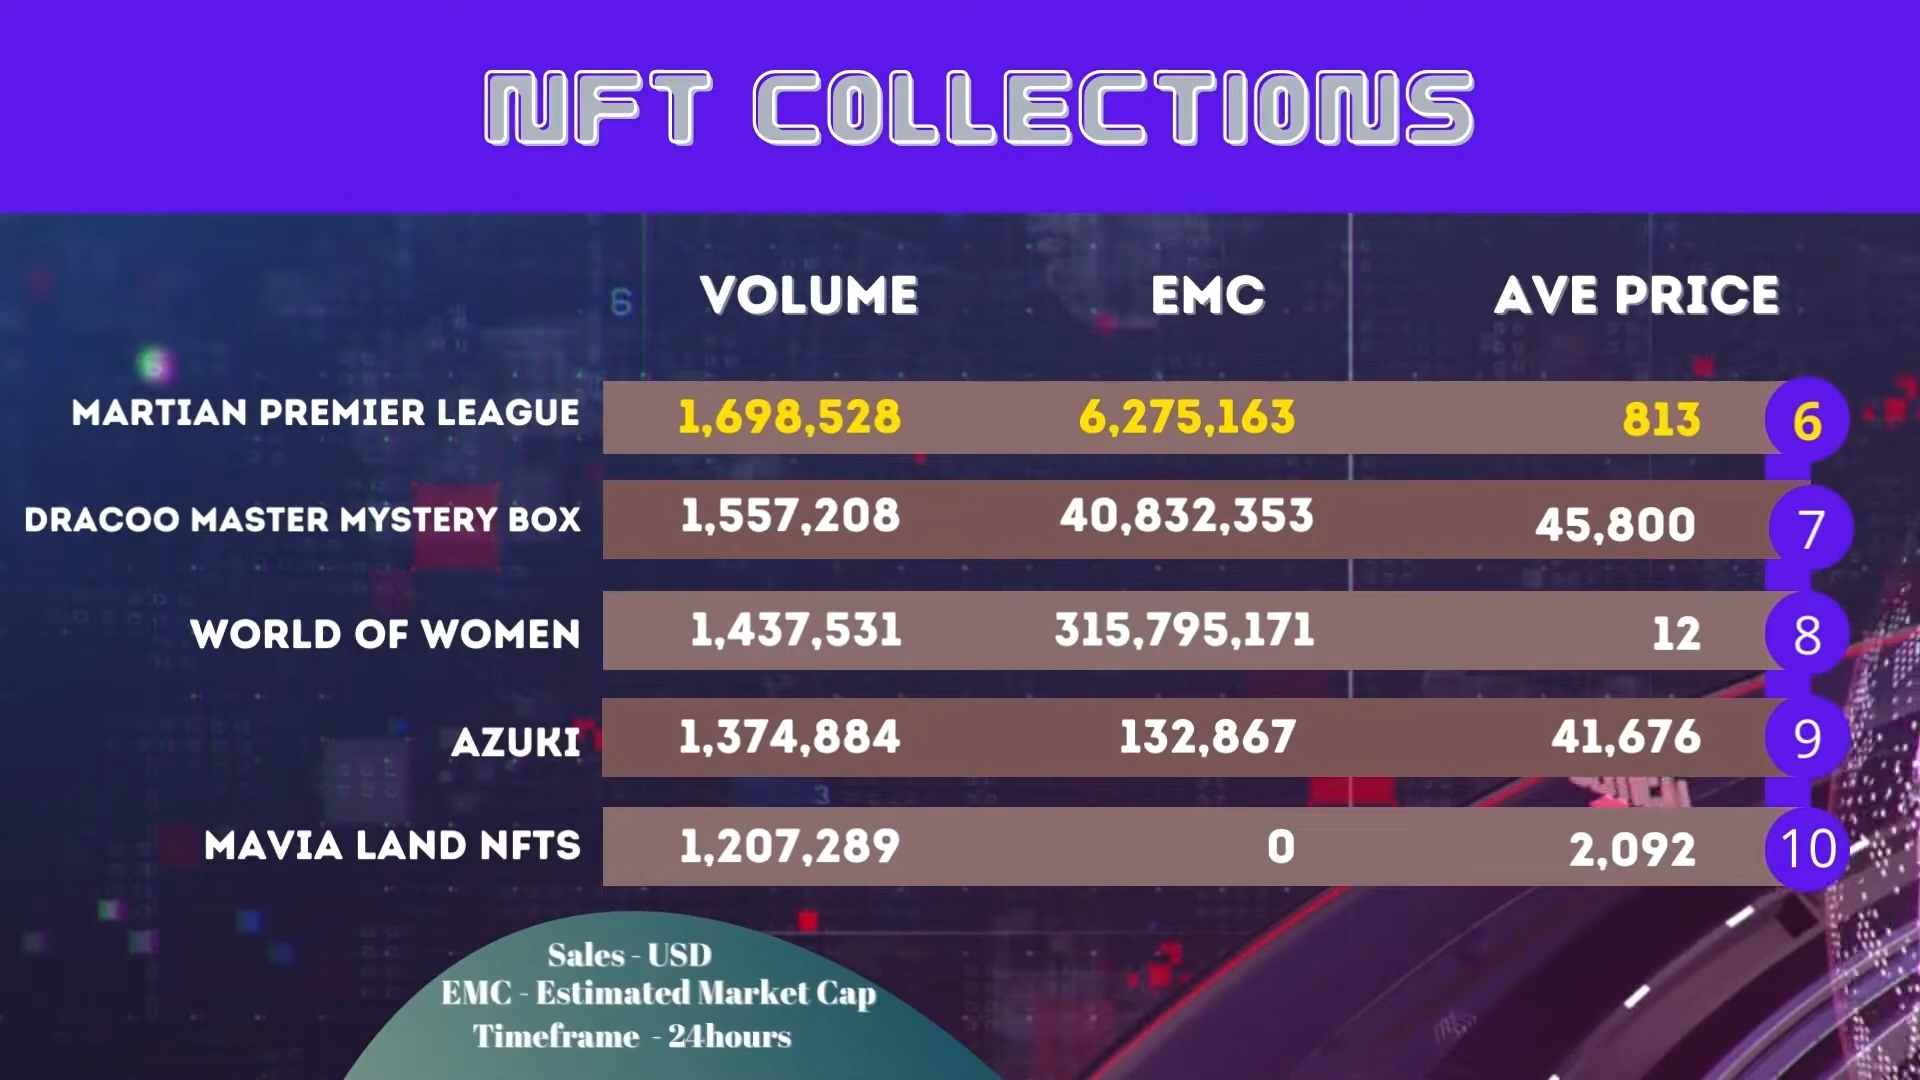 NFT COLLECTIONS
VOLUME EMC AVE PRICE
MARTIAN PREMIER LEAGUE 1,698,528 6,275,163 813 6
DRACOO MASTER MYSTERY BOX 1,557,208 40,832,353 45,800 7
WORLD OF WOMEN 1,437,531 315,795,171 12 8
AZUKI 1,374,884 132,867 41,676 9
MAVIA LAND NFTS 1,207,289 0 2,092 10
Sales - USD
EMC - Estimated Market Cap
Timeframe - 24hours